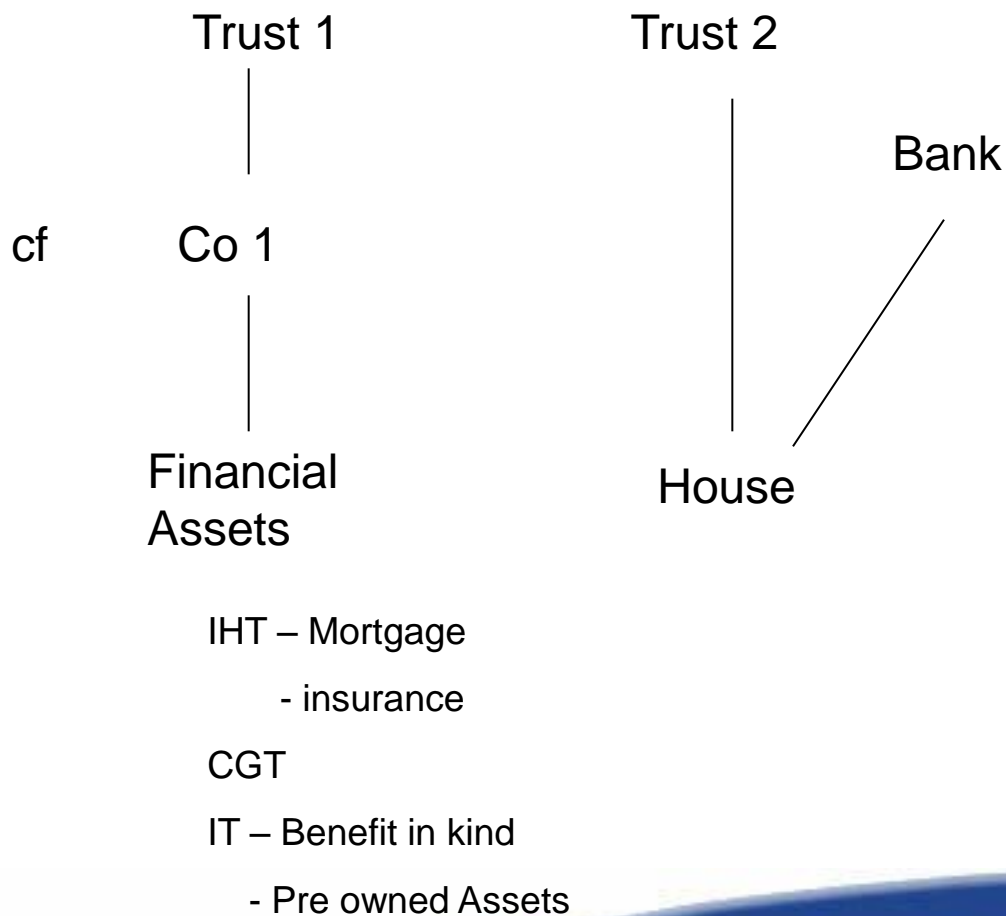 Trust 1
Trust 2
Bank
cf
Co 1
Financial
Assets
House
IHT – Mortgage
- insurance
CGT
IT – Benefit in kind
- Pre owned Assets